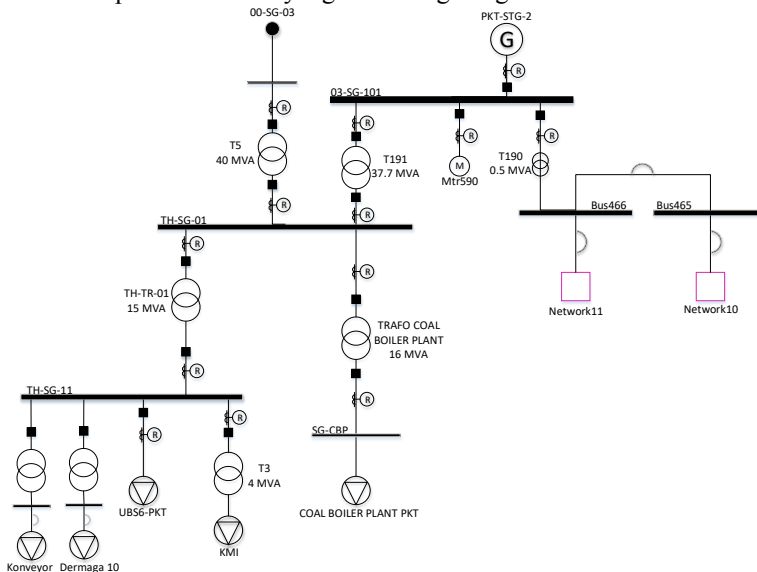 00-SG-03
PKT-STG-2
G
R
R
03-SG-101
R
R
R
R
T5
40 MVA
T191
37.7 MVA
M
Mtr590
T190
0.5 MVA
R
R
TH-SG-01
Bus466
Bus465
R
R
TH-TR-01
15 MVA
Network11
Network10
TRAFO COAL
BOILER PLANT
16 MVA
R
TH-SG-11
R
R
R
SG-CBP
R
T3
4 MVA
UBS6-PKT
COAL BOILER PLANT PKT
KMI
Konveyor
Dermaga 10